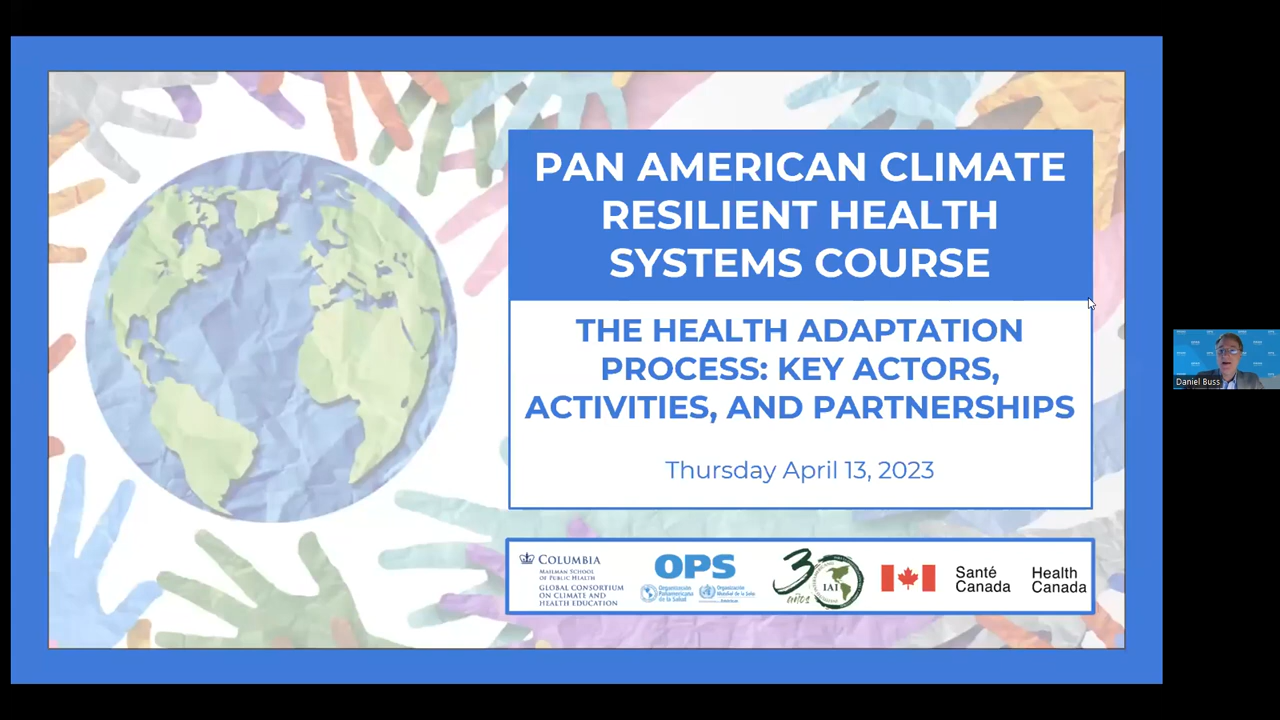 PAN AMERICAN CLIMATE
RESILIENT HEALTH
SYSTEMS COURSE
THE HEALTH ADAPTATION
PROCESS: KEY ACTORS,
ACTIVITIES, AND PARTNERSHIPS
Thursday April 13, 2023
COLUMBIA
MAILMAN SCHOOL
OF PUBLIC HEALTH
GLOBAL CONSORTIUM
ON CLIMATE AND
HEALTH EDUCATION
OPS
Organización
Panamericana
de la Salud
Organización
Mundial de la Salud
30
años
IAI
Santé
Canada
Health
Canada
Daniel Buss